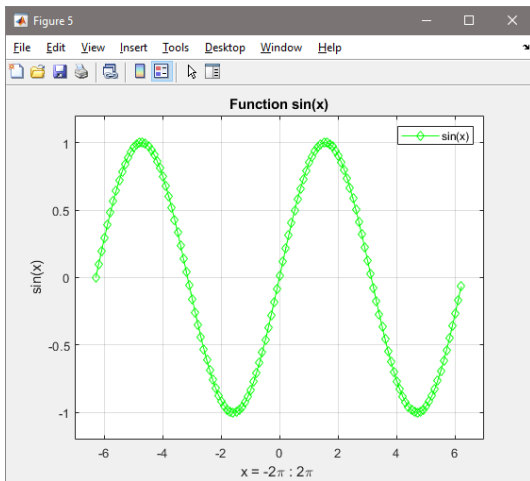 Figure 5
File Edit View Insert Tools Desktop Window Help
Function sin(x)
sin(x)
1
0.5
0
-0.5
-1
sin(x)
-6 -4 -2 0 2 4 6
x = -2π : 2π